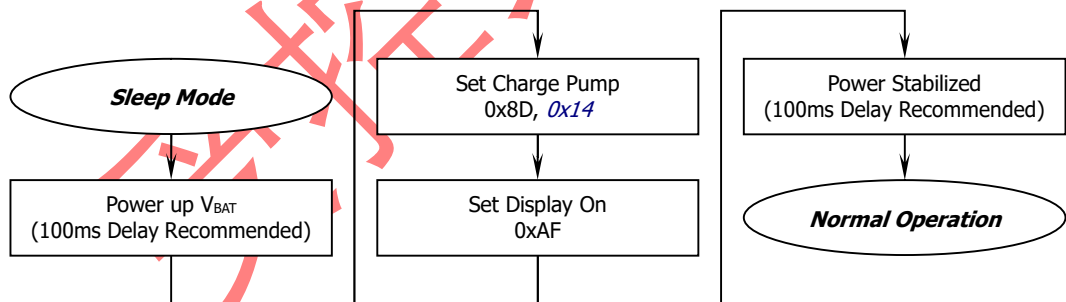 Sleep Mode
Power up VBAT
(100ms Delay Recommended)
Set Charge Pump
0x8D, 0x14
Set Display On
0xAF
Power Stabilized
(100ms Delay Recommended)
Normal Operation